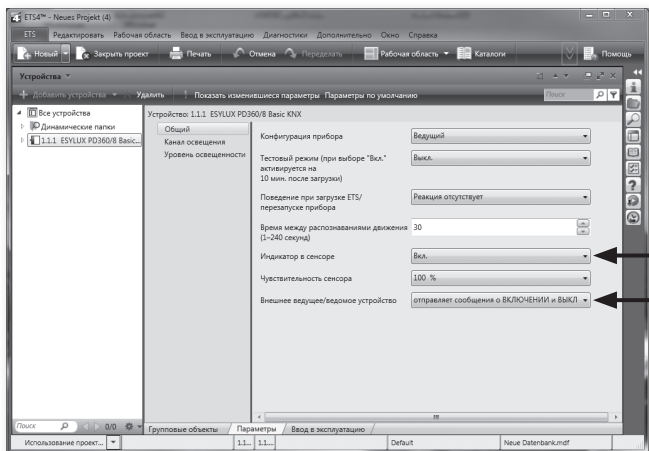 ETS4™ - Neues Projekt (4)
ETS Редактировать Рабочая область Ввод в эксплуатацию Диагностики Дополнительно Окно Справка
Новый Закрыть проект Печать Отмена Переделать Рабочая область Каталоги Помощь
Устройства
Добавить устройства Удалить Показать изменившиеся параметры Параметры по умолчанию Поиск
Все устройства
Динамические папки
1.1.1 ESYLUX PD360/8 Basic...
Устройство: 1.1.1 ESYLUX PD360/8 Basic KNX
Общий
Канал освещения
Уровень освещенности
Конфигурация прибора Ведущий
Тестовый режим (при выборе "Вкл." Выкл.
активируется на
10 мин. после загрузки)
Поведение при загрузке ETS/ Реакция отсутствует
перезапуске прибора
Время между распознаваниями движения 30
(1–240 секунд)
Индикатор в сенсоре Вкл.
Чувствительность сенсора 100 %
Внешнее ведущее/ведомое устройство отправляет сообщения о ВКЛЮЧЕНИИ и ВЫКЛ
Поиск 0/0
Групповые объекты Параметры Ввод в эксплуатацию
Использование проект... 1.1... 1.1... Default Neue Datenbank.mdf